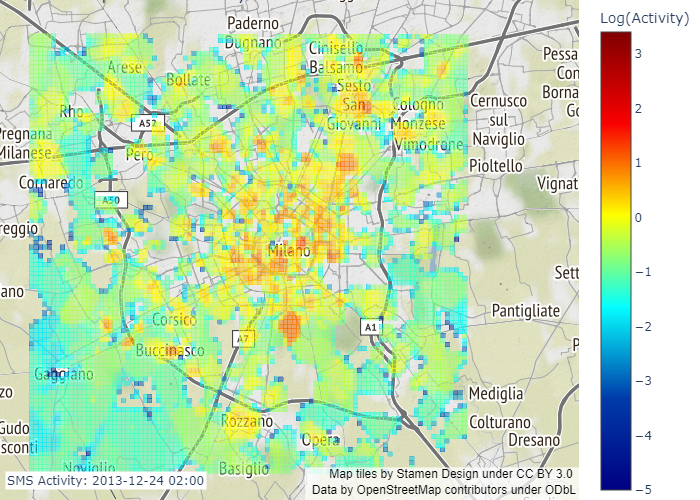 Log(Activity)
3
2
1
0
−1
−2
−3
−4
−5
Paderno
Dugnano
Cinisello
Balsamo
Pessa
Con
Borna
Go
Arese
Bollate
Sesto
San
Giovanni
Cologno
Monzese
Cernusco
sul
Naviglio
Rho
A52
Pregnana
Milanese
Pero
Vimodrone
Pioltello
Cornaredo
A50
Vignat
reggio
Milano
Sett
ano
Corsico
A7
A1
Pantigliate
Buccinasco
P
Gaggiano
zo
Mediglia
Rozzano
Colturano
Gudo
sconti
Opera
Dresano
Noviglio
Basiglio
SMS Activity: 2013-12-24 02:00
Map tiles by Stamen Design under CC BY 3.0
Data by OpenStreetMap contributors under ODbL